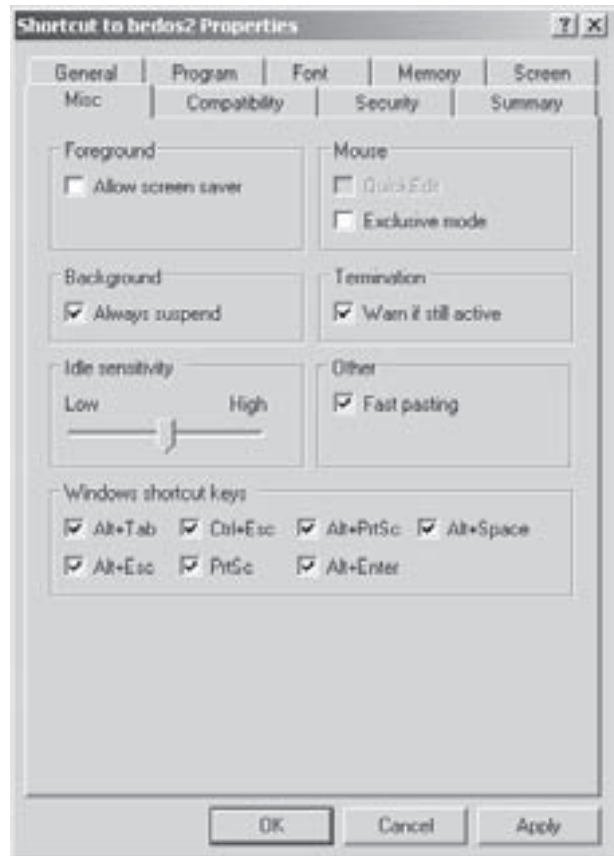 Shortcut to bedos2 Properties
General Program Font Memory Screen
Misc Compatibility Security Summary
Foreground
Allow screen saver
Mouse
QuickEdit
Exclusive mode
Background
Always suspend
Termination
Warn if still active
Idle sensitivity
Low High
Other
Fast pasting
Windows shortcut keys
Alt+Tab Ctrl+Esc Alt+PrtSc Alt+Space
Alt+Esc PrtSc Alt+Enter
OK Cancel Apply